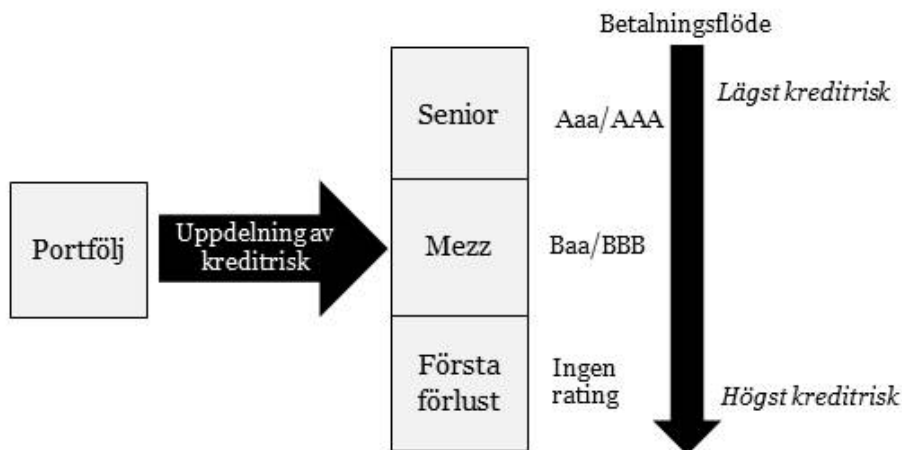 Betalningsflöde
Senior
Aaa/AAA
Lägst kreditrisk
Portfölj
Uppdelning av
kreditrisk
Mezz
Baa/BBB
Första
förlust
Ingen
rating
Högst kreditrisk